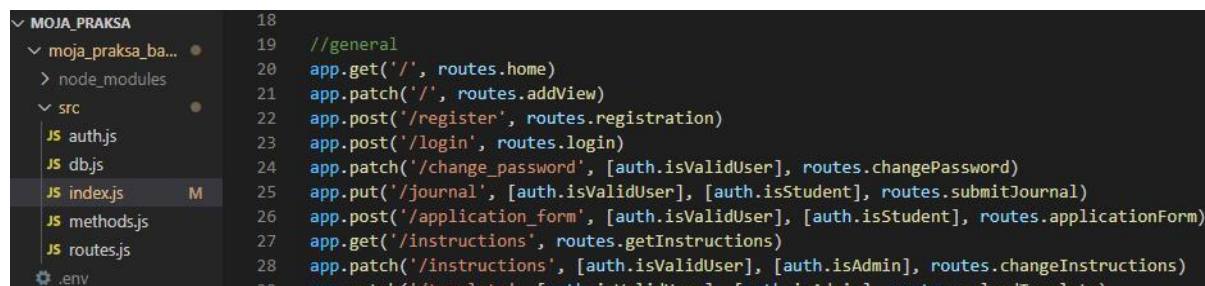 MOJA_PRAKSA
moja_praksa_ba...
node_modules
src
JS auth.js
JS db.js
JS index.js M
JS methods.js
JS routes.js
.env
18
19 //general
20 app.get('/', routes.home)
21 app.patch('/', routes.addView)
22 app.post('/register', routes.registration)
23 app.post('/login', routes.login)
24 app.patch('/change_password', [auth.isValidUser], routes.changePassword)
25 app.put('/journal', [auth.isValidUser], [auth.isStudent], routes.submitJournal)
26 app.post('/application_form', [auth.isValidUser], [auth.isStudent], routes.applicationForm)
27 app.get('/instructions', routes.getInstructions)
28 app.patch('/instructions', [auth.isValidUser], [auth.isAdmin], routes.changeInstructions)